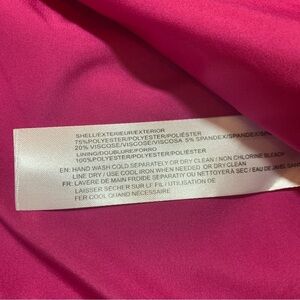 SHELL/EXTERIEUR/EXTERIOR
75%POLYESTER/POLYESTER/POLIÉSTER
20% VISCOSE/VISCOSE/VISCOSA 5% SPANDEX/SPANDEX/
LINING/DOUBLURE/FORRO
100%POLYESTER/POLYESTER/POLIÉSTER
EN: HAND WASH COLD SEPARATELY OR DRY CLEAN / NON CHLORINE BLEACH
LINE DRY / USE COOL IRON WHEN NEEDED OR DRY CLEAN
FR: LAVERE DE MAIN FROIDE SEPARATIY OU NETTOYER À SEC / EAU DE JAVEL SANS
LAISSER SECHER SUR LE FIL / UTILISATION DE
FER COOL QUAND NECESSAIRE